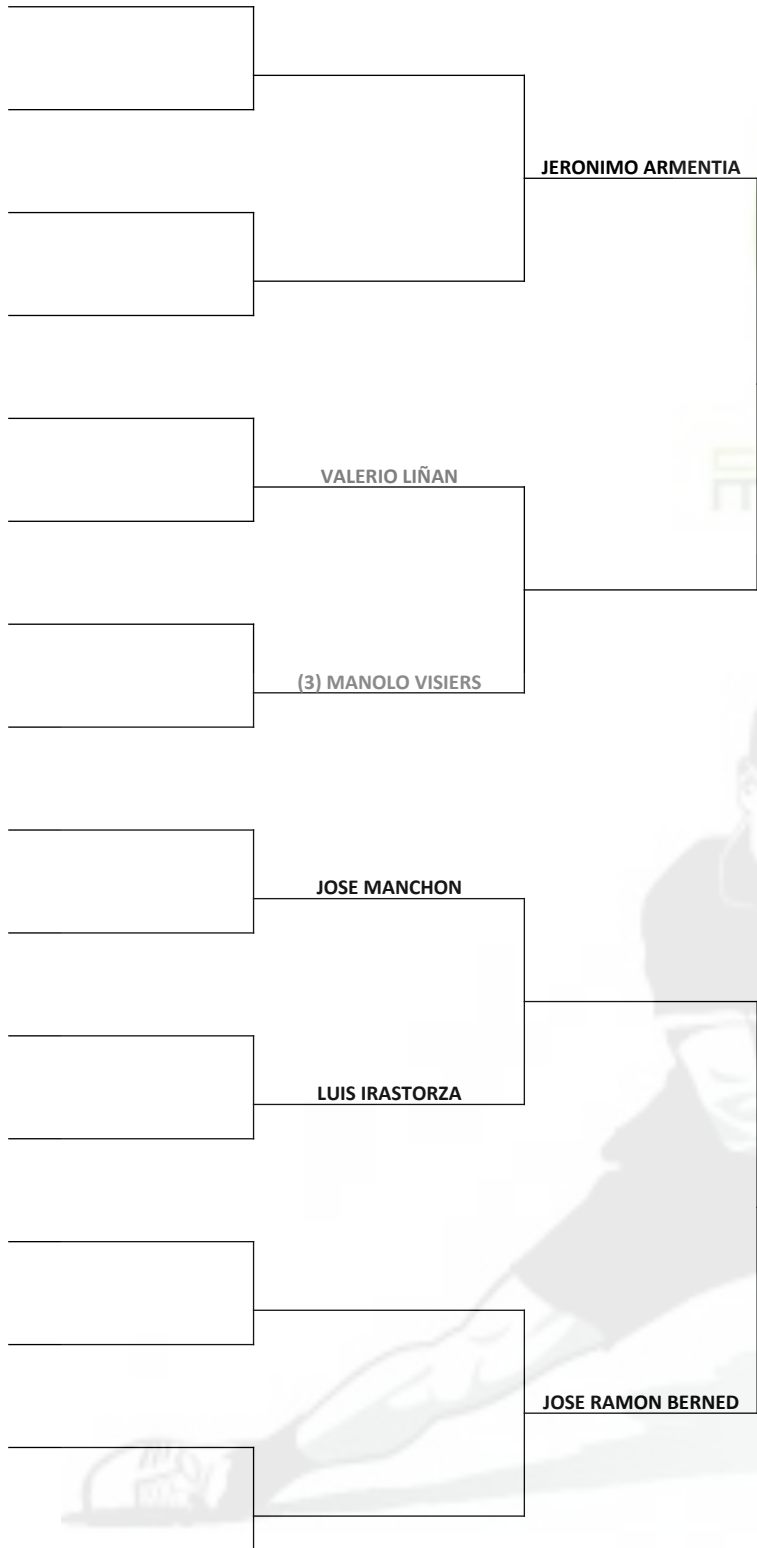 JERONIMO ARMENTIA
VALERIO LIÑAN
(3) MANOLO VISIERS
JOSE MANCHON
LUIS IRASTORZA
JOSE RAMON BERNED